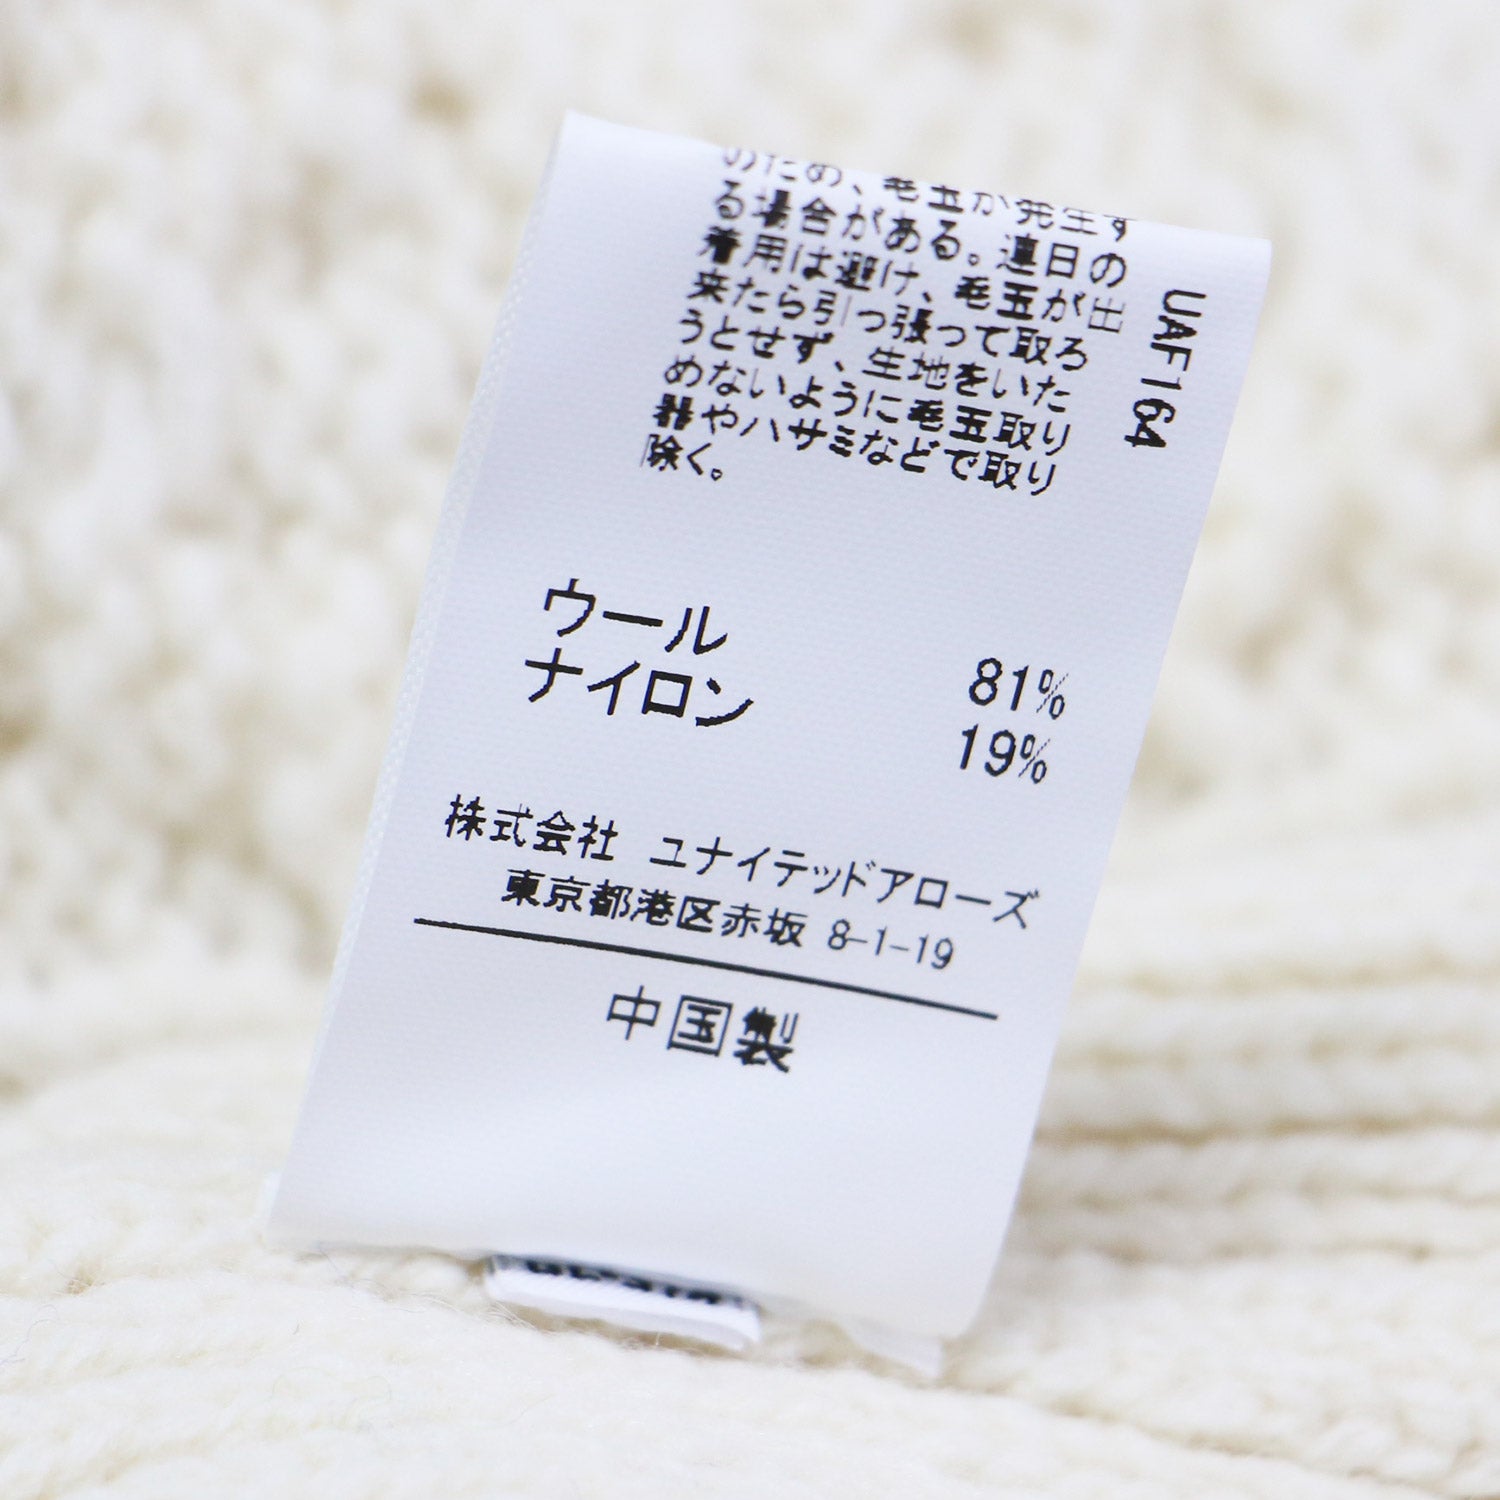 のため、毛玉が発生す
る場合がある。連日の
着用は避け、毛玉が出
来たら引っ張って取ろ
うとせず、生地をいた
めないように毛玉取り
器やハサミなどで取り
除く。
UAF164
ウール 81%
ナイロン 19%
株式会社 ユナイテッドアローズ
東京都港区赤坂 8-1-19
中国製